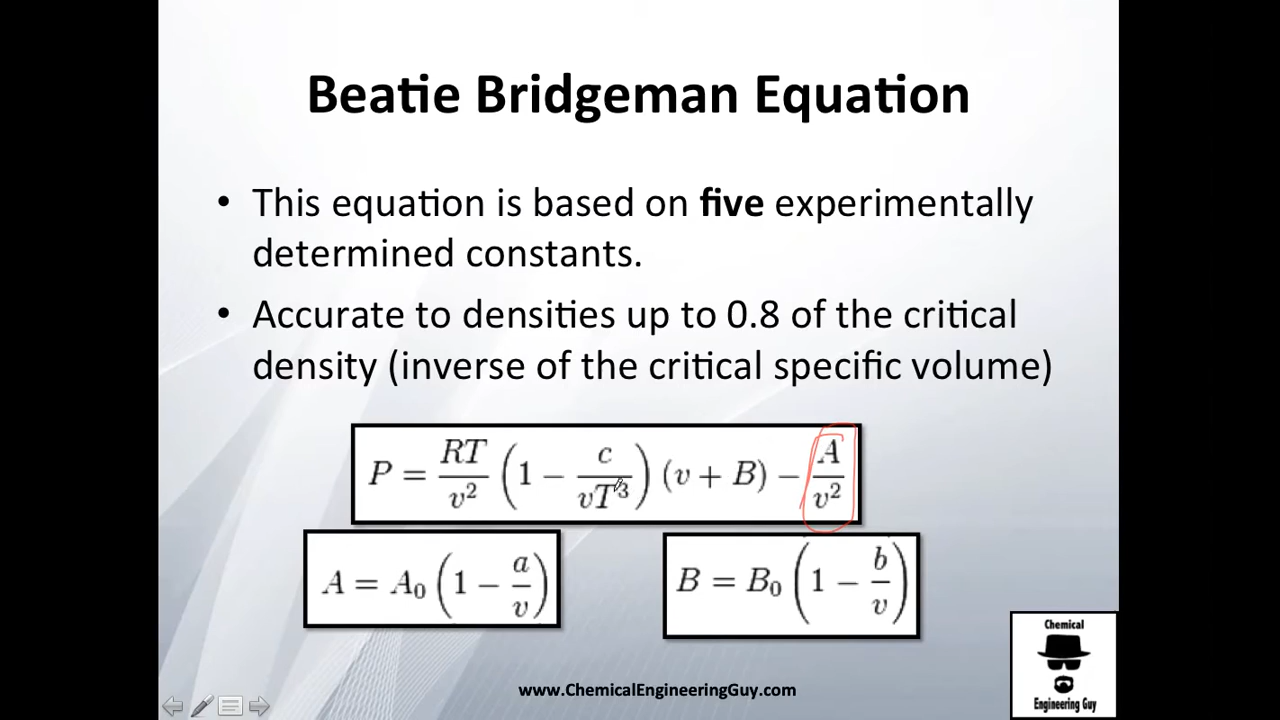 Beatie Bridgeman Equation
• This equation is based on five experimentally
determined constants.
• Accurate to densities up to 0.8 of the critical
density (inverse of the critical specific volume)
P = RT/v² (1 − c/vT³) (v + B) − A/v²
A = A₀ (1 − a/v)
B = B₀ (1 − b/v)
Chemical
Engineering Guy
www.ChemicalEngineeringGuy.com